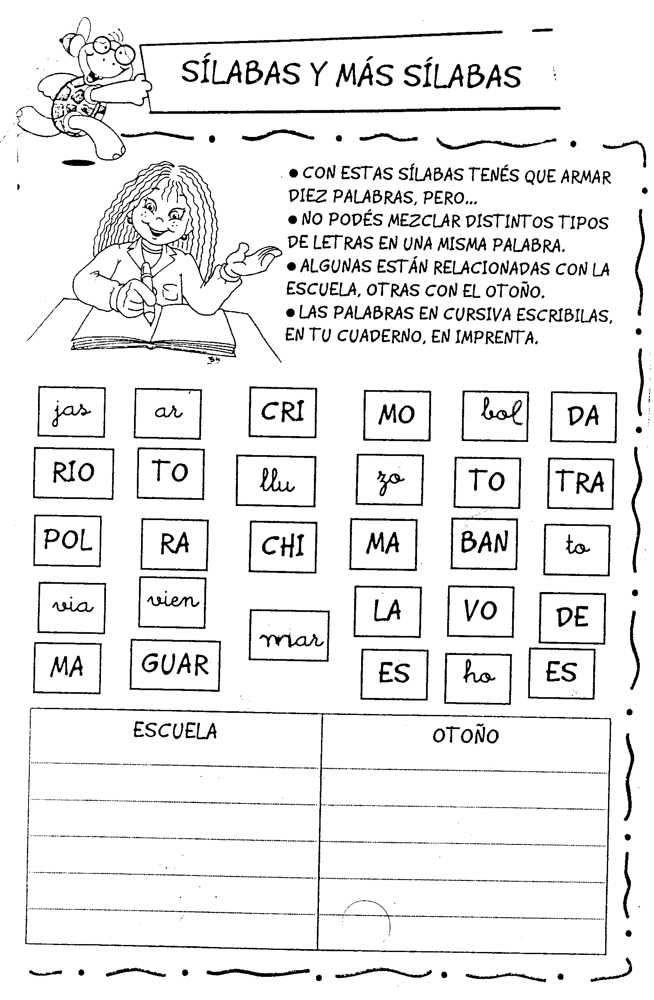 SÍLABAS Y MÁS SÍLABAS
● CON ESTAS SÍLABAS TENÉS QUE ARMAR
DIEZ PALABRAS, PERO...
● NO PODÉS MEZCLAR DISTINTOS TIPOS
DE LETRAS EN UNA MISMA PALABRA.
● ALGUNAS ESTÁN RELACIONADAS CON LA
ESCUELA, OTRAS CON EL OTOÑO.
● LAS PALABRAS EN CURSIVA ESCRIBILAS,
EN TU CUADERNO, EN IMPRENTA.
jas ar CRI MO bol DA
RIO TO llu zo TO TRA
POL RA CHI MA BAN to
via vien mar LA VO DE
MA GUAR ES ho ES
ESCUELA OTOÑO